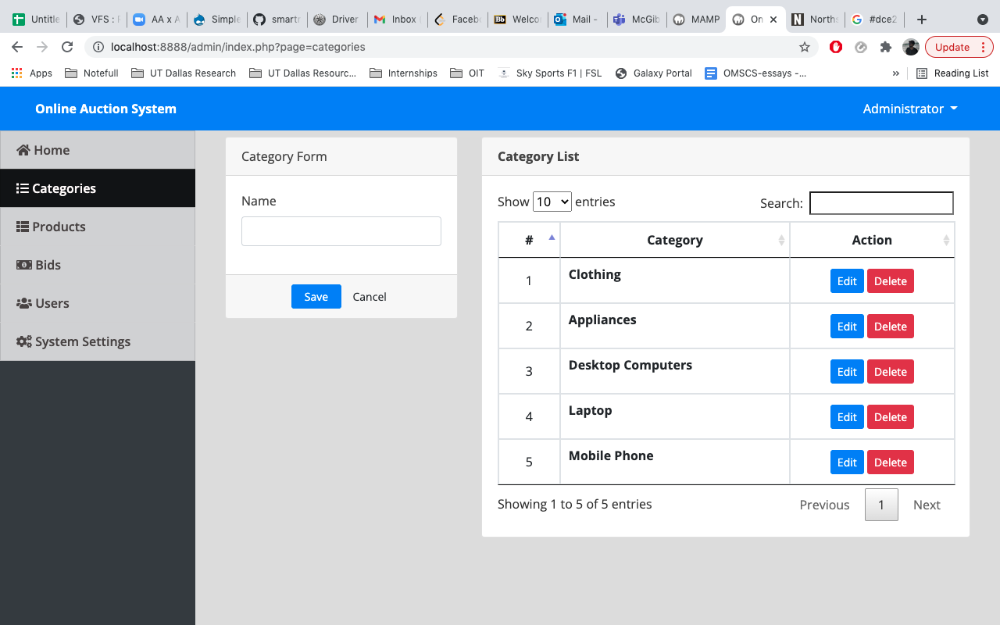 Untitle VFS : F AA x A Simple smartr Driver Inbox ( Facebo Welco Mail - McGib MAMP On Norths #dce2
localhost:8888/admin/index.php?page=categories Update
Apps Notefull UT Dallas Research UT Dallas Resourc... Internships OIT Sky Sports F1 | FSL Galaxy Portal OMSCS-essays -... » Reading List
Online Auction System Administrator
Home
Categories
Products
Bids
Users
System Settings
Category Form
Name
Save Cancel
Category List
Show 10 entries Search:
# Category Action
1 Clothing Edit Delete
2 Appliances Edit Delete
3 Desktop Computers Edit Delete
4 Laptop Edit Delete
5 Mobile Phone Edit Delete
Showing 1 to 5 of 5 entries Previous 1 Next